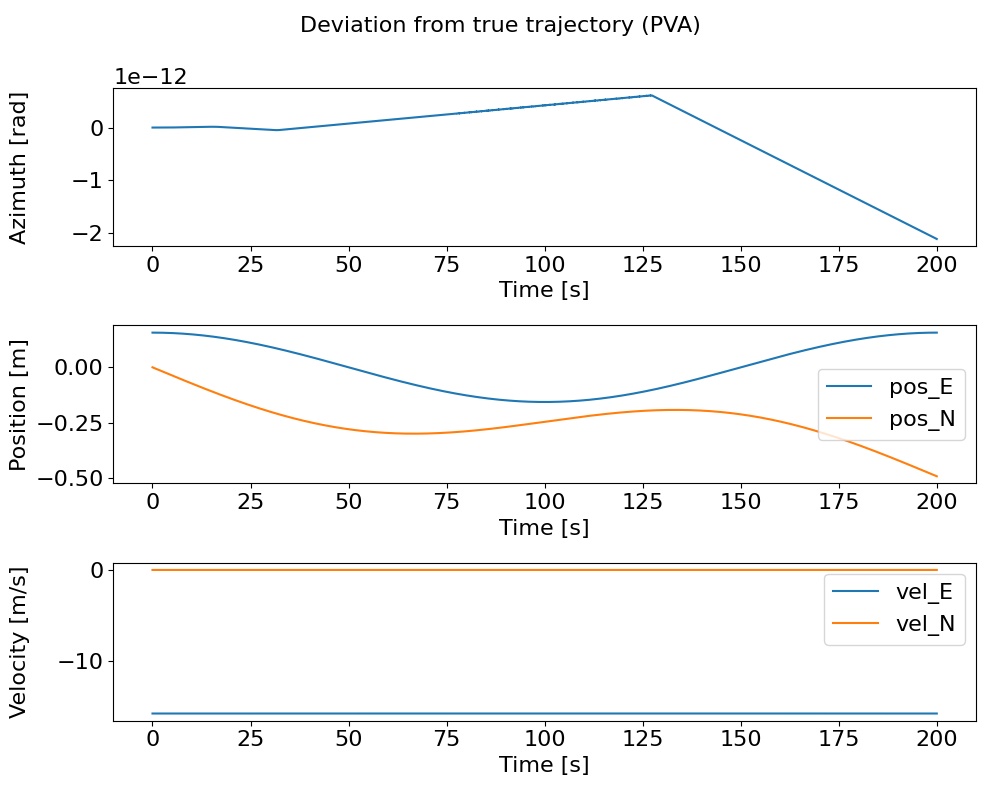 Deviation from true trajectory (PVA)
1e−12
Azimuth [rad]
0
−1
−2
0 25 50 75 100 125 150 175 200
Time [s]
Position [m]
0.00
−0.25
−0.50
pos_E
pos_N
0 25 50 75 100 125 150 175 200
Time [s]
Velocity [m/s]
0
−10
vel_E
vel_N
0 25 50 75 100 125 150 175 200
Time [s]